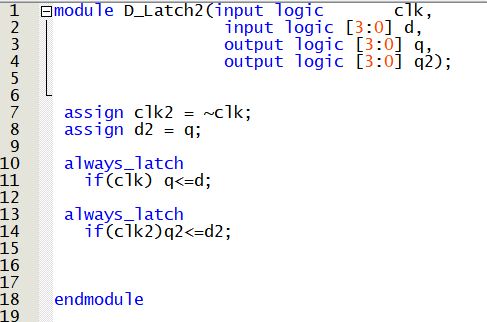 1 module D_Latch2(input logic clk,
2 input logic [3:0] d,
3 output logic [3:0] q,
4 output logic [3:0] q2);
5
6
7 assign clk2 = ~clk;
8 assign d2 = q;
9
10 always_latch
11 if(clk) q<=d;
12
13 always_latch
14 if(clk2)q2<=d2;
15
16
17
18 endmodule
19